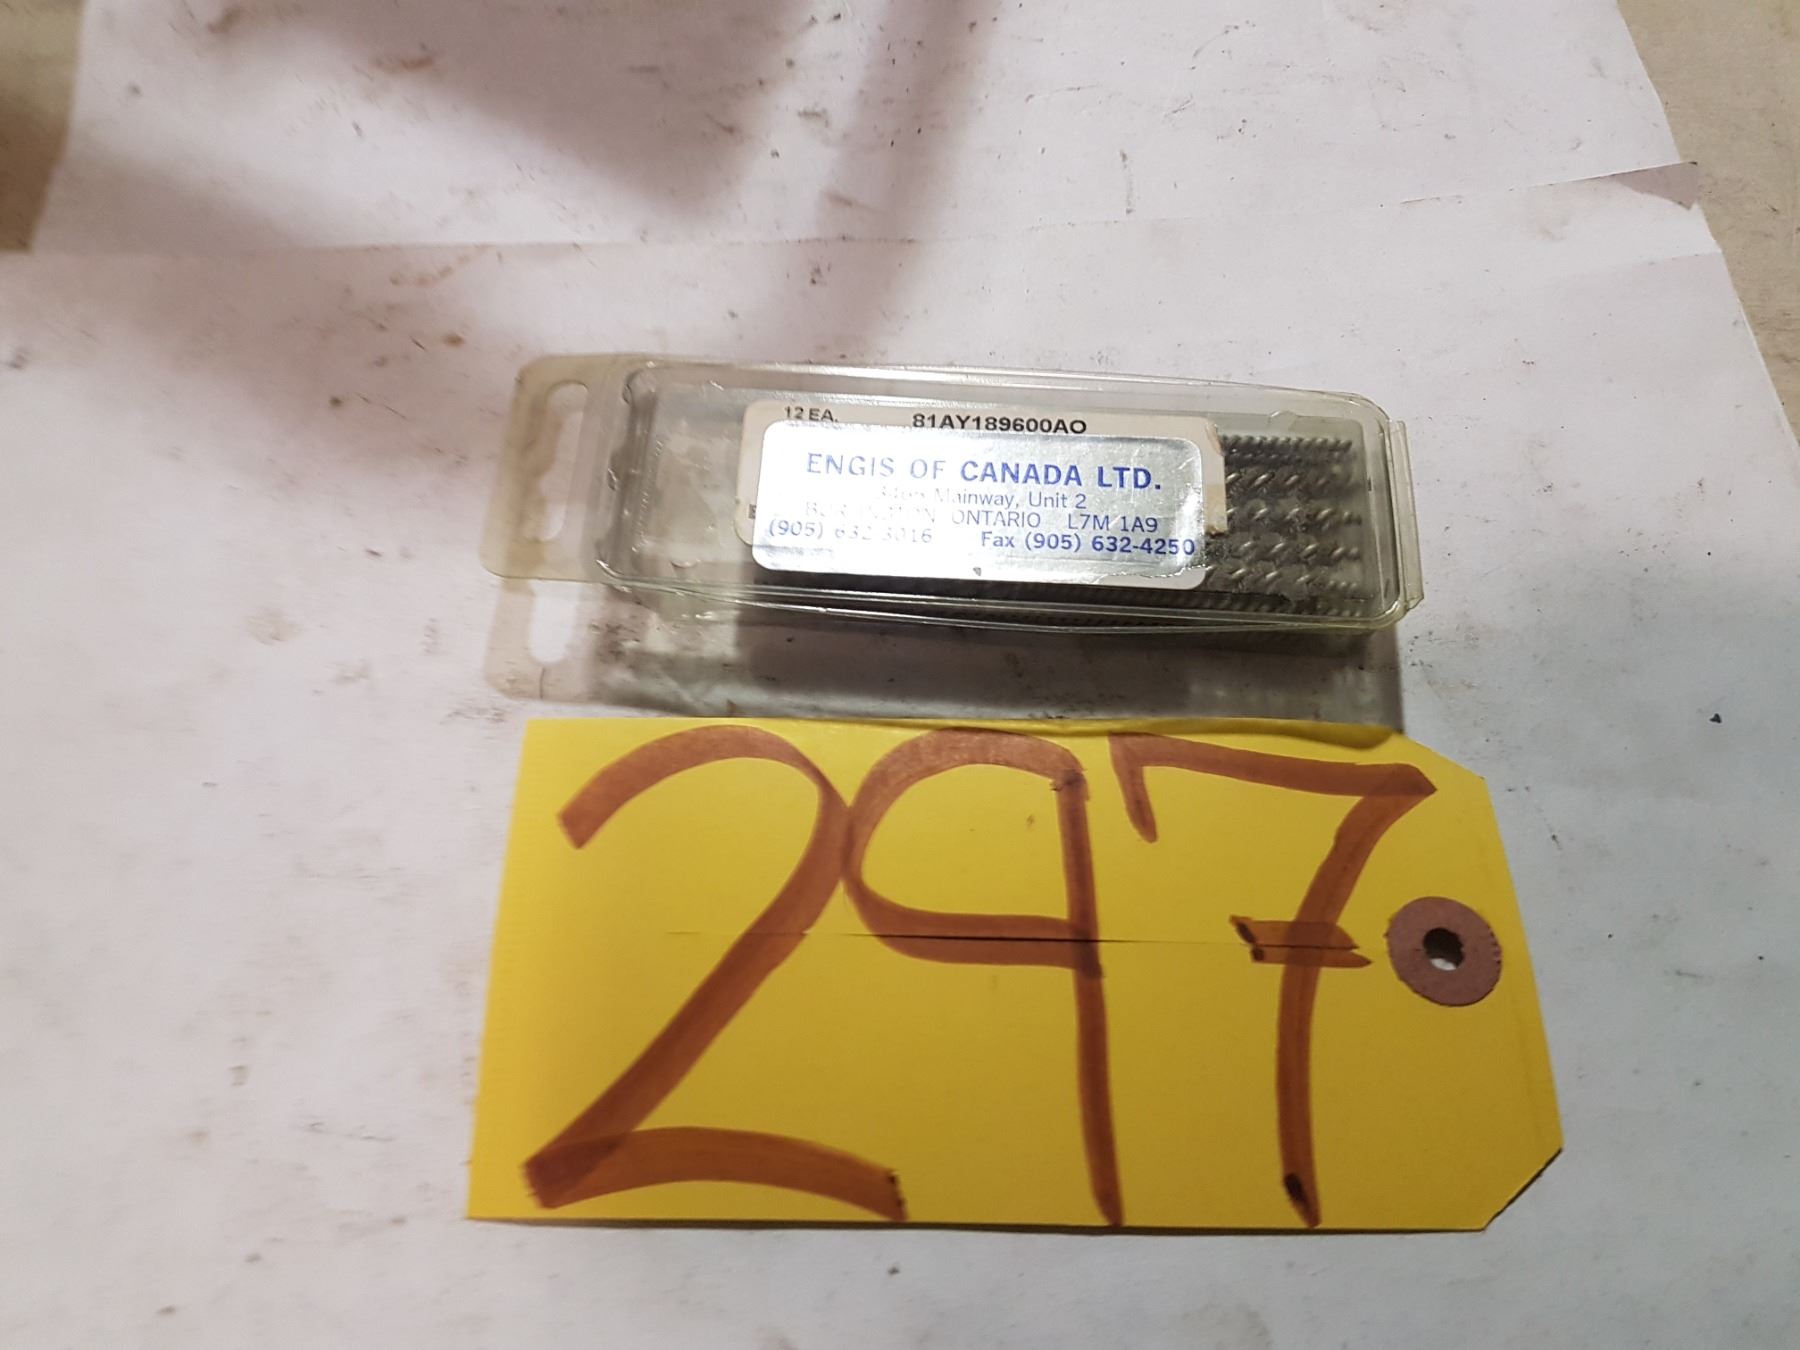 12 EA. 81AY189600AO
ENGIS OF CANADA LTD.
Mainway, Unit 2
ONTARIO L7M 1A9
(905) 632-3016 Fax (905) 632-4250
297